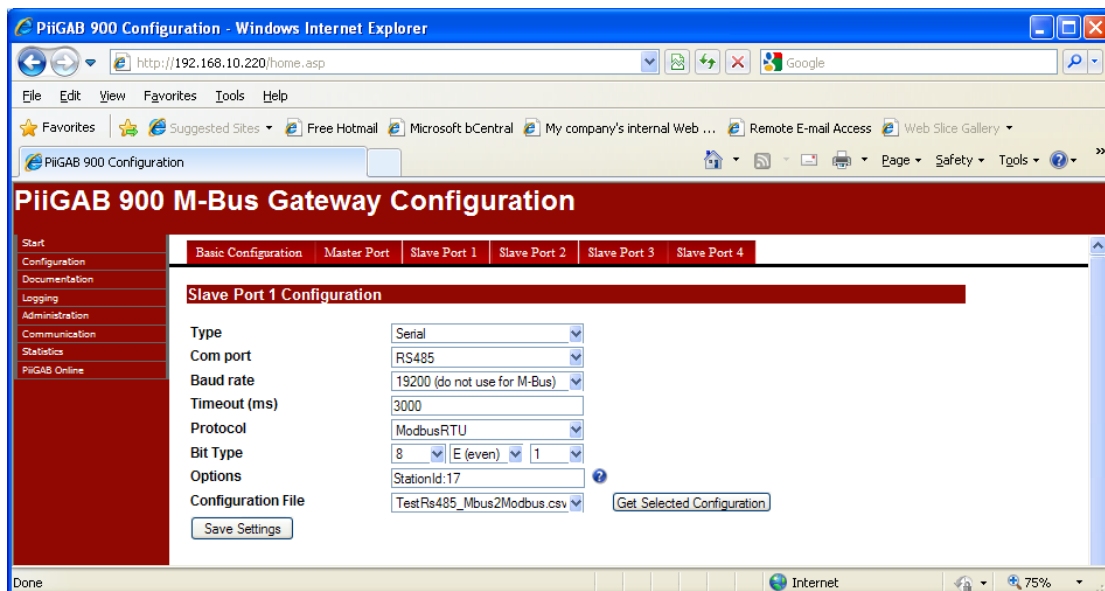 PiiGAB 900 Configuration - Windows Internet Explorer
http://192.168.10.220/home.asp
Google
File Edit View Favorites Tools Help
Favorites Suggested Sites Free Hotmail Microsoft bCentral My company's internal Web ... Remote E-mail Access Web Slice Gallery
PiiGAB 900 Configuration Page Safety Tools »
PiiGAB 900 M-Bus Gateway Configuration
Start
Configuration
Documentation
Logging
Administration
Communication
Statistics
PiiGAB Online
Basic Configuration Master Port Slave Port 1 Slave Port 2 Slave Port 3 Slave Port 4
Slave Port 1 Configuration
Type Serial
Com port RS485
Baud rate 19200 (do not use for M-Bus)
Timeout (ms) 3000
Protocol ModbusRTU
Bit Type 8 E (even) 1
Options StationId:17
Configuration File TestRs485_Mbus2Modbus.csv Get Selected Configuration
Save Settings
Done Internet 75%